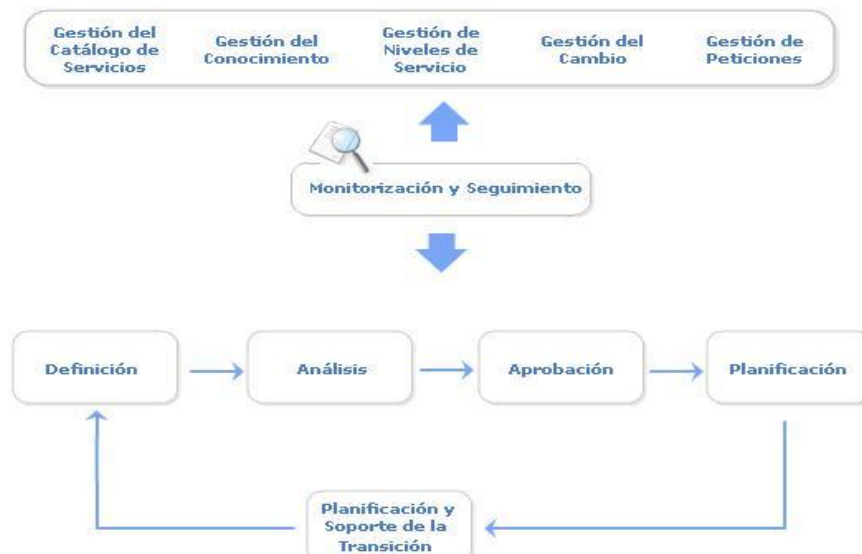 Gestión del
Catálogo de
Servicios
Gestión del
Conocimiento
Gestión de
Niveles de
Servicio
Gestión del
Cambio
Gestión de
Peticiones
Monitorización y Seguimiento
Definición
Análisis
Aprobación
Planificación
Planificación y
Soporte de la
Transición